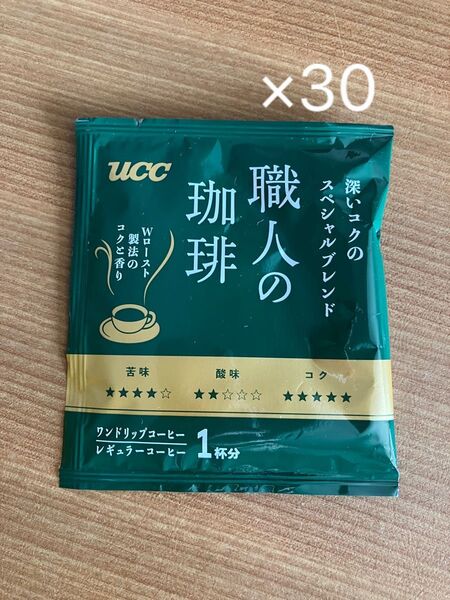 ×30
UCC
職人の
珈琲
深いコクの
スペシャルブレンド
Wロースト
製法の
コクと香り
苦味 酸味 コク
★★★★☆ ★★☆☆☆ ★★★★★
ワンドリップコーヒー
レギュラーコーヒー
1杯分